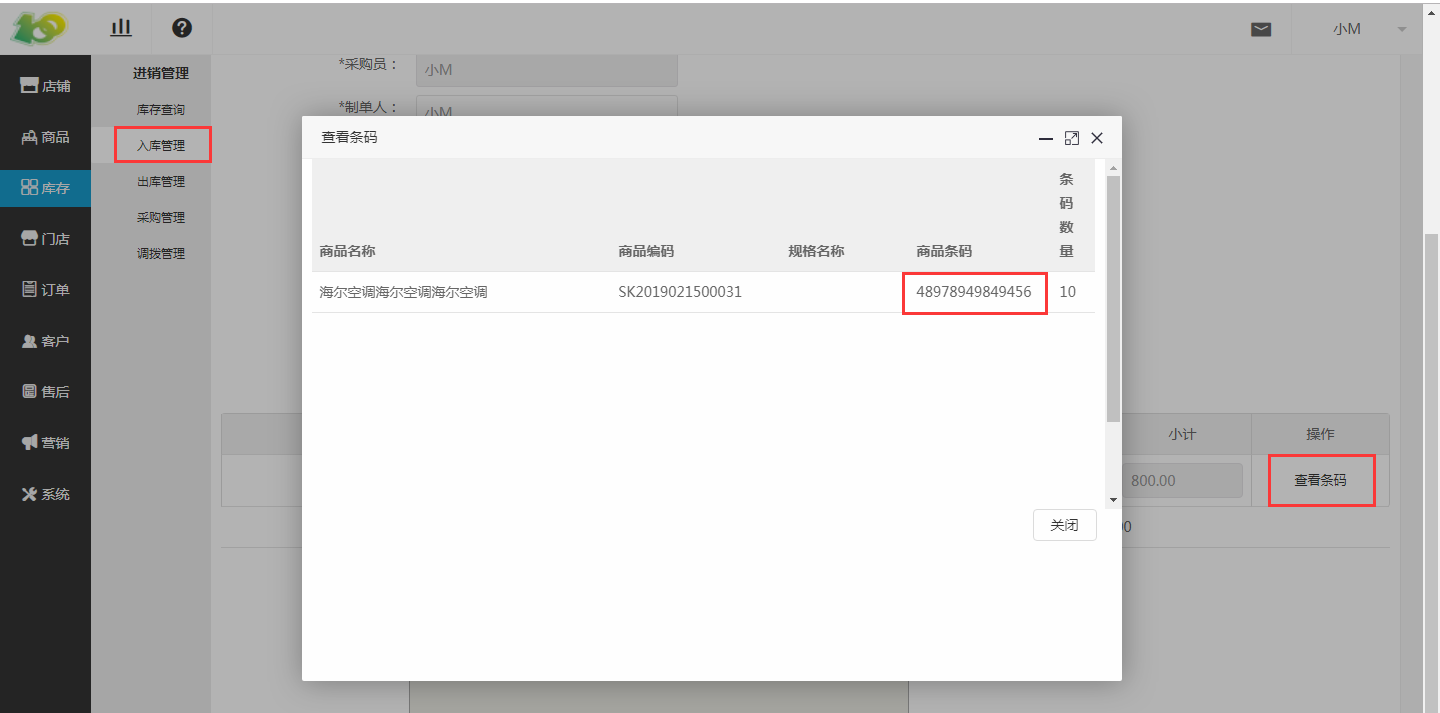 小M
店铺
商品
库存
门店
订单
客户
售后
营销
系统
进销管理
库存查询
入库管理
出库管理
采购管理
调拨管理
*采购员：
小M
*制单人：
小M
查看条码
商品名称
商品编码
规格名称
商品条码
条
码
数
量
海尔空调海尔空调海尔空调
SK2019021500031
48978949849456
10
关闭
小计
操作
800.00
查看条码